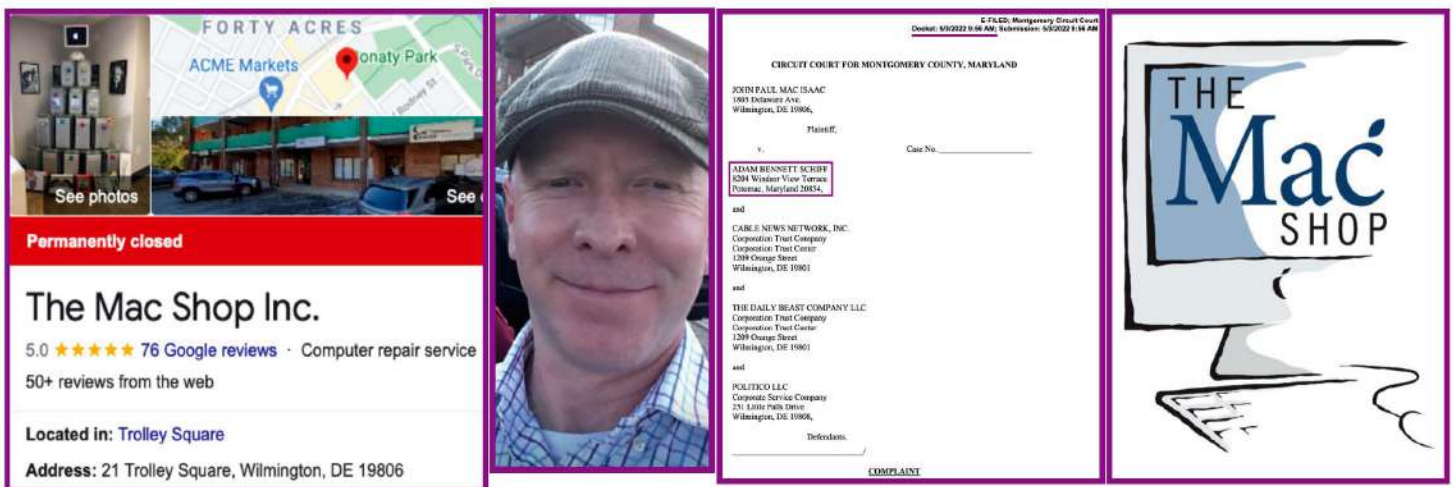 FORTY ACRES
ACME Markets
onaty Park
See photos
See
Permanently closed
The Mac Shop Inc.
5.0 ★★★★★ 76 Google reviews · Computer repair service
50+ reviews from the web
Located in: Trolley Square
Address: 21 Trolley Square, Wilmington, DE 19806
E-FILED; Montgomery Circuit Court
Docket: 5/3/2022 9:56 AM; Submission: 5/3/2022 9:56 AM
CIRCUIT COURT FOR MONTGOMERY COUNTY, MARYLAND
JOHN PAUL MAC ISAAC
1803 Delaware Ave.
Wilmington, DE 19806,
Plaintiff,
v.
Case No.
ADAM BENNETT SCHIFF
8204 Windsor View Terrace
Potomac, Maryland 20854,
and
CABLE NEWS NETWORK, INC.
Corporation Trust Company
Corporation Trust Center
1209 Orange Street
Wilmington, DE 19801
and
THE DAILY BEAST COMPANY LLC
Corporation Trust Company
Corporation Trust Center
1209 Orange Street
Wilmington, DE 19801
and
POLITICO LLC
Corporate Service Company
251 Little Falls Drive
Wilmington, DE 19808,
Defendants.
/
COMPLAINT
THE
Mac
SHOP